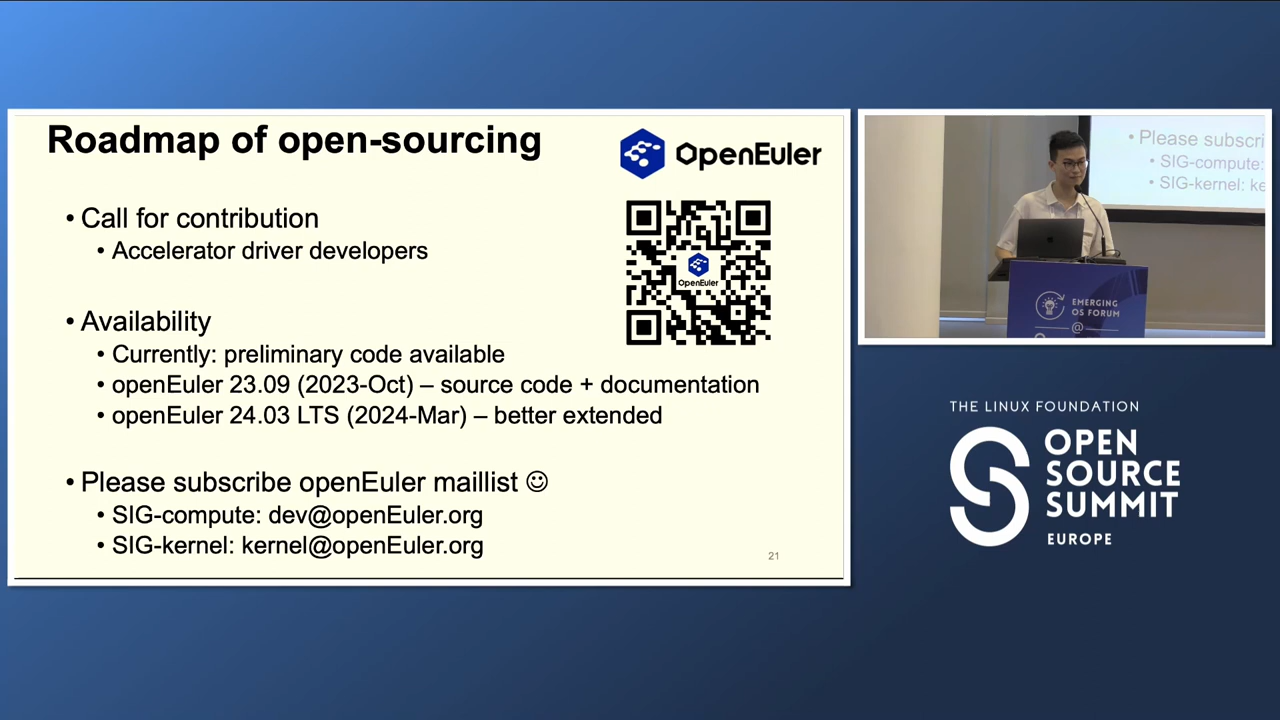 Roadmap of open-sourcing
OpenEuler
• Call for contribution
• Accelerator driver developers
OpenEuler
• Availability
• Currently: preliminary code available
• openEuler 23.09 (2023-Oct) – source code + documentation
• openEuler 24.03 LTS (2024-Mar) – better extended
• Please subscribe openEuler maillist ☺
• SIG-compute: dev@openEuler.org
• SIG-kernel: kernel@openEuler.org
21
• Please subscri
• SIG-compute:
• SIG-kernel: ke
EMERGING
OS FORUM
@
THE LINUX FOUNDATION
OPEN
SOURCE
SUMMIT
EUROPE